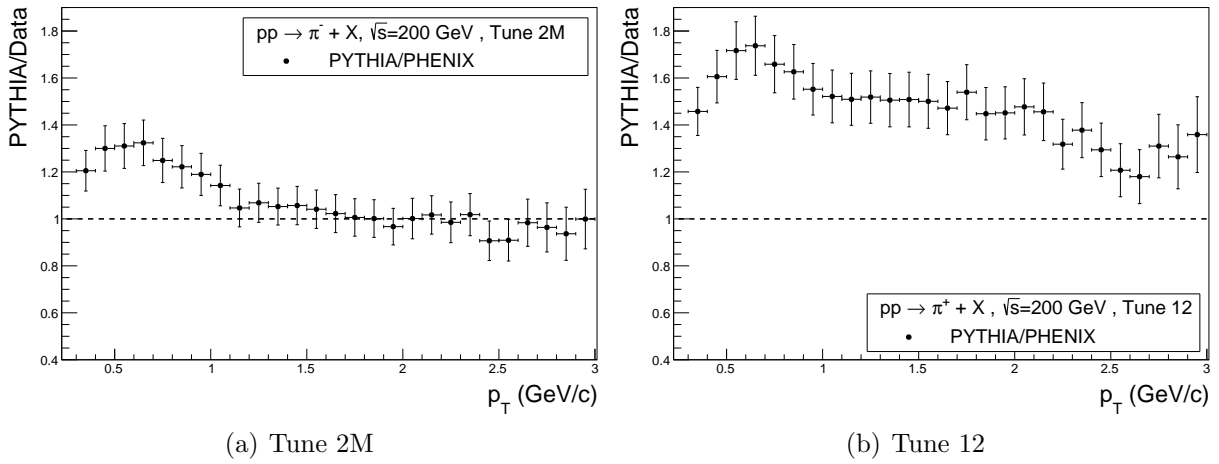 PYTHIA/Data
1.8
1.6
1.4
1.2
1
0.8
0.6
0.4
pp → π⁻ + X, √s=200 GeV , Tune 2M
PYTHIA/PHENIX
0.5 1 1.5 2 2.5 3
p_T (GeV/c)
(a) Tune 2M
PYTHIA/Data
1.8
1.6
1.4
1.2
1
0.8
0.6
0.4
pp → π⁺ + X , √s=200 GeV , Tune 12
PYTHIA/PHENIX
0.5 1 1.5 2 2.5 3
p_T (GeV/c)
(b) Tune 12